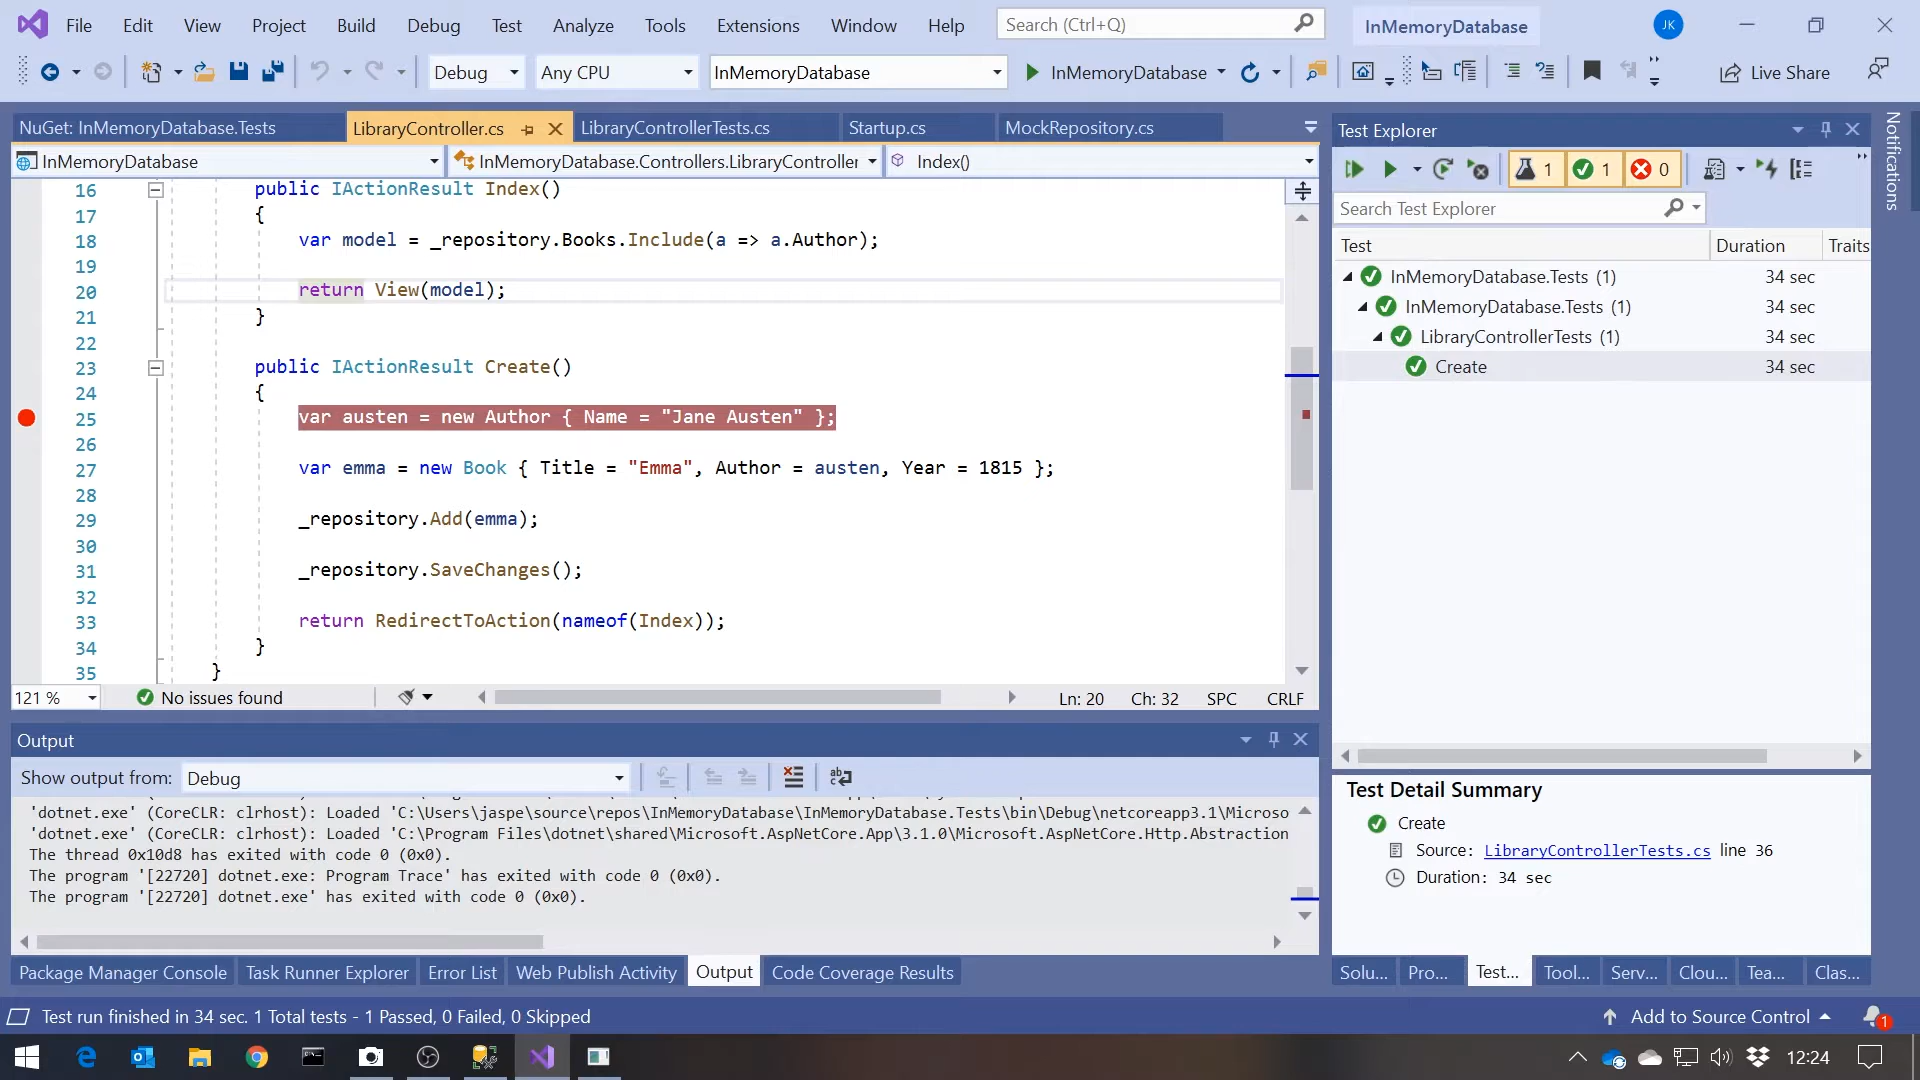 File Edit View Project Build Debug Test Analyze Tools Extensions Window Help Search (Ctrl+Q) InMemoryDatabase JK
Debug Any CPU InMemoryDatabase InMemoryDatabase Live Share
NuGet: InMemoryDatabase.Tests LibraryController.cs LibraryControllerTests.cs Startup.cs MockRepository.cs
InMemoryDatabase InMemoryDatabase.Controllers.LibraryController Index()
16 public IActionResult Index()
17 {
18 var model = _repository.Books.Include(a => a.Author);
19
20 return View(model);
21 }
22
23 public IActionResult Create()
24 {
25 var austen = new Author { Name = "Jane Austen" };
26
27 var emma = new Book { Title = "Emma", Author = austen, Year = 1815 };
28
29 _repository.Add(emma);
30
31 _repository.SaveChanges();
32
33 return RedirectToAction(nameof(Index));
34 }
35 }
121 % No issues found Ln: 20 Ch: 32 SPC CRLF
Output
Show output from: Debug
'dotnet.exe' (CoreCLR: clrhost): Loaded 'C:\Users\jaspe\source\repos\InMemoryDatabase\InMemoryDatabase.Tests\bin\Debug\netcoreapp3.1\Microso
'dotnet.exe' (CoreCLR: clrhost): Loaded 'C:\Program Files\dotnet\shared\Microsoft.AspNetCore.App\3.1.0\Microsoft.AspNetCore.Http.Abstraction
The thread 0x10d8 has exited with code 0 (0x0).
The program '[22720] dotnet.exe: Program Trace' has exited with code 0 (0x0).
The program '[22720] dotnet.exe' has exited with code 0 (0x0).
Package Manager Console Task Runner Explorer Error List Web Publish Activity Output Code Coverage Results
Test Explorer
1 1 0
Search Test Explorer
Test Duration Traits
InMemoryDatabase.Tests (1) 34 sec
InMemoryDatabase.Tests (1) 34 sec
LibraryControllerTests (1) 34 sec
Create 34 sec
Test Detail Summary
Create
Source: LibraryControllerTests.cs line 36
Duration: 34 sec
Solu... Pro... Test... Tool... Serv... Clou... Tea... Clas...
Notifications
Test run finished in 34 sec. 1 Total tests - 1 Passed, 0 Failed, 0 Skipped Add to Source Control 1
12:24